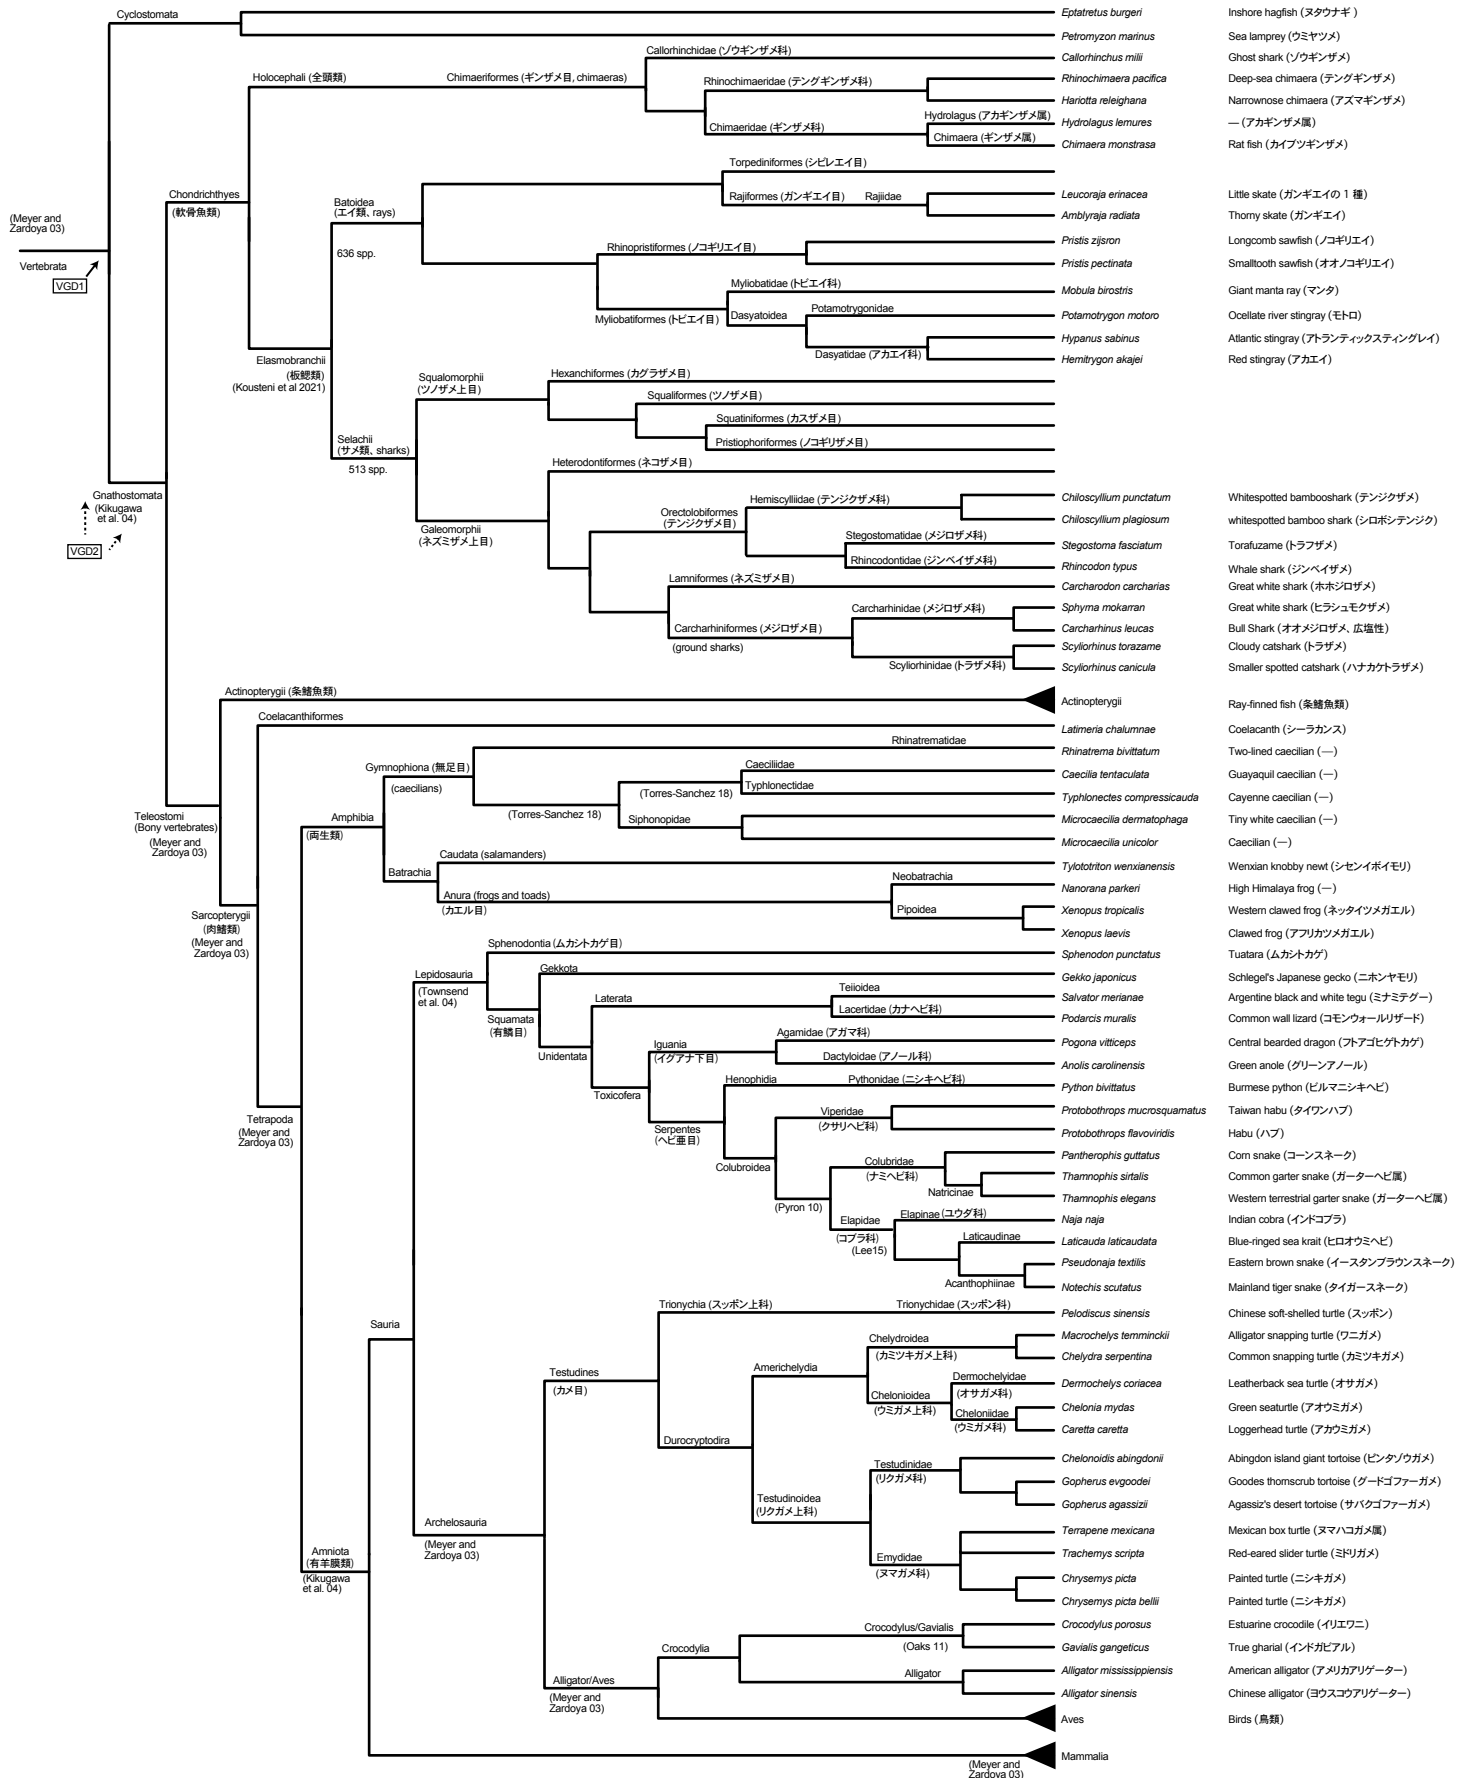 Cyclostomata
Eptatretus burgeri Inshore hagfish (ヌタウナギ)
Petromyzon marinus Sea lamprey (ウミヤツメ)
Callorhinchidae (ゾウギンザメ科)
Callorhinchus milii Ghost shark (ゾウギンザメ)
Holocephali (全頭類) Chimaeriformes (ギンザメ目, chimaeras)
Rhinochimaeridae (テングギンザメ科)
Rhinochimaera pacifica Deep-sea chimaera (テングギンザメ)
Hariotta releighana Narrownose chimaera (アズマギンザメ)
Hydrolagus (アカギンザメ属)
Hydrolagus lemures — (アカギンザメ属)
Chimaeridae (ギンザメ科)
Chimaera (ギンザメ属)
Chimaera monstrasa Rat fish (カイブツギンザメ)
Torpediniformes (シビレエイ目)
Chondrichthyes
(軟骨魚類)
Batoidea
(エイ類、rays)
636 spp.
Rajiformes (ガンギエイ目) Rajiidae
Leucoraja erinacea Little skate (ガンギエイの 1 種)
Amblyraja radiata Thorny skate (ガンギエイ)
(Meyer and
Zardoya 03)
Vertebrata
VGD1
Rhinopristiformes (ノコギリエイ目)
Pristis zijsron Longcomb sawfish (ノコギリエイ)
Pristis pectinata Smalltooth sawfish (オオノコギリエイ)
Myliobatidae (トビエイ科)
Mobula birostris Giant manta ray (マンタ)
Myliobatiformes (トビエイ目)
Dasyatoidea
Potamotrygonidae
Potamotrygon motoro Ocellate river stingray (モトロ)
Hypanus sabinus Atlantic stingray (アトランティックスティングレイ)
Dasyatidae (アカエイ科)
Hemitrygon akajei Red stingray (アカエイ)
Elasmobranchii
(板鰓類)
(Kousteni et al 2021)
Squalomorphii
(ツノザメ上目)
Hexanchiformes (カグラザメ目)
Squaliformes (ツノザメ目)
Squatiniformes (カスザメ目)
Pristiophoriformes (ノコギリザメ目)
Selachii
(サメ類、sharks)
513 spp.
Heterodontiformes (ネコザメ目)
Gnathostomata
(Kikugawa
et al. 04)
VGD2
Galeomorphii
(ネズミザメ上目)
Orectolobiformes
(テンジクザメ目)
Hemiscylliidae (テンジクザメ科)
Chiloscyllium punctatum Whitespotted bambooshark (テンジクザメ)
Chiloscyllium plagiosum whitespotted bamboo shark (シロボシテンジク)
Stegostomatidae (メジロザメ科)
Stegostoma fasciatum Torafuzame (トラフザメ)
Rhincodontidae (ジンベイザメ科)
Rhincodon typus Whale shark (ジンベイザメ)
Lamniformes (ネズミザメ目)
Carcharodon carcharias Great white shark (ホホジロザメ)
Carcharhinidae (メジロザメ科)
Sphyrna mokarran Great white shark (ヒラシュモクザメ)
Carcharhiniformes (メジロザメ目)
(ground sharks)
Carcharhinus leucas Bull Shark (オオメジロザメ、広塩性)
Scyliorhinus torazame Cloudy catshark (トラザメ)
Scyliorhinidae (トラザメ科)
Scyliorhinus canicula Smaller spotted catshark (ハナカケトラザメ)
Actinopterygii (条鰭魚類)
Actinopterygii Ray-finned fish (条鰭魚類)
Coelacanthiformes
Latimeria chalumnae Coelacanth (シーラカンス)
Rhinatrematidae
Rhinatrema bivittatum Two-lined caecilian (—)
Gymnophiona (無足目)
(caecilians)
Caeciliidae
Caecilia tentaculata Guayaquil caecilian (—)
(Torres-Sanchez 18)
Typhlonectidae
Typhlonectes compressicauda Cayenne caecilian (—)
(Torres-Sanchez 18)
Siphonopidae
Microcaecilia dermatophaga Tiny white caecilian (—)
Microcaecilia unicolor Caecilian (—)
Teleostomi
(Bony vertebrates)
(Meyer and
Zardoya 03)
Amphibia
(両生類)
Batrachia
Caudata (salamanders)
Tylototriton wenxianensis Wenxian knobby newt (シセンイボイモリ)
Anura (frogs and toads)
(カエル目)
Neobatrachia
Nanorana parkeri High Himalaya frog (—)
Pipoidea
Xenopus tropicalis Western clawed frog (ネッタイツメガエル)
Xenopus laevis Clawed frog (アフリカツメガエル)
Sarcopterygii
(肉鰭類)
(Meyer and
Zardoya 03)
Sphenodontia (ムカシトカゲ目)
Sphenodon punctatus Tuatara (ムカシトカゲ)
Lepidosauria
(Townsend
et al. 04)
Gekkota
Gekko japonicus Schlegel's Japanese gecko (ニホンヤモリ)
Squamata
(有鱗目)
Laterata
Teiioidea
Salvator merianae Argentine black and white tegu (ミナミテグー)
Lacertidae (カナヘビ科)
Podarcis muralis Common wall lizard (コモンウォールリザード)
Unidentata
Iguania
(イグアナ下目)
Agamidae (アガマ科)
Pogona vitticeps Central bearded dragon (フトアゴヒゲトカゲ)
Dactyloidae (アノール科)
Anolis carolinensis Green anole (グリーンアノール)
Toxicofera
Henophidia Pythonidae (ニシキヘビ科)
Python bivittatus Burmese python (ビルマニシキヘビ)
Tetrapoda
(Meyer and
Zardoya 03)
Serpentes
(ヘビ亜目)
Viperidae
(クサリヘビ科)
Protobothrops mucrosquamatus Taiwan habu (タイワンハブ)
Protobothrops flavoviridis Habu (ハブ)
Colubroidea
Colubridae
(ナミヘビ科)
Pantherophis guttatus Corn snake (コーンスネーク)
Thamnophis sirtalis Common garter snake (ガーターヘビ属)
Natricinae
Thamnophis elegans Western terrestrial garter snake (ガーターヘビ属)
(Pyron 10)
Elapidae
(コブラ科)
(Lee15)
Elapinae (ユウダ科)
Naja naja Indian cobra (インドコブラ)
Laticaudinae
Laticauda laticaudata Blue-ringed sea krait (ヒロオウミヘビ)
Pseudonaja textilis Eastern brown snake (イースタンブラウンスネーク)
Acanthophiinae
Notechis scutatus Mainland tiger snake (タイガースネーク)
Sauria
Trionychia (スッポン上科) Trionychidae (スッポン科)
Pelodiscus sinensis Chinese soft-shelled turtle (スッポン)
Testudines
(カメ目)
Americhelydia
Chelydroidea
(カミツキガメ上科)
Macrochelys temminckii Alligator snapping turtle (ワニガメ)
Chelydra serpentina Common snapping turtle (カミツキガメ)
Chelonioidea
(ウミガメ上科)
Dermochelyidae
(オサガメ科)
Dermochelys coriacea Leatherback sea turtle (オサガメ)
Cheloniidae
(ウミガメ科)
Chelonia mydas Green seaturtle (アオウミガメ)
Caretta caretta Loggerhead turtle (アカウミガメ)
Durocryptodira
Testudinidae
(リクガメ科)
Chelonoidis abingdonii Abingdon island giant tortoise (ピンタゾウガメ)
Gopherus evgoodei Goodes thornscrub tortoise (グードゴファーガメ)
Testudinoidea
(リクガメ上科)
Gopherus agassizii Agassiz's desert tortoise (サバクゴファーガメ)
Archelosauria
(Meyer and
Zardoya 03)
Terrapene mexicana Mexican box turtle (ヌマハコガメ属)
Emydidae
(ヌマガメ科)
Trachemys scripta Red-eared slider turtle (ミドリガメ)
Chrysemys picta Painted turtle (ニシキガメ)
Chrysemys picta bellii Painted turtle (ニシキガメ)
Amniota
(有羊膜類)
(Kikugawa
et al. 04)
Crocodylia
Crocodylus/Gavialis
(Oaks 11)
Crocodylus porosus Estuarine crocodile (イリエワニ)
Gavialis gangeticus True gharial (インドガビアル)
Alligator/Aves
(Meyer and
Zardoya 03)
Alligator
Alligator mississippiensis American alligator (アメリカアリゲーター)
Alligator sinensis Chinese alligator (ヨウスコウアリゲーター)
Aves Birds (鳥類)
Mammalia
(Meyer and
Zardoya 03)